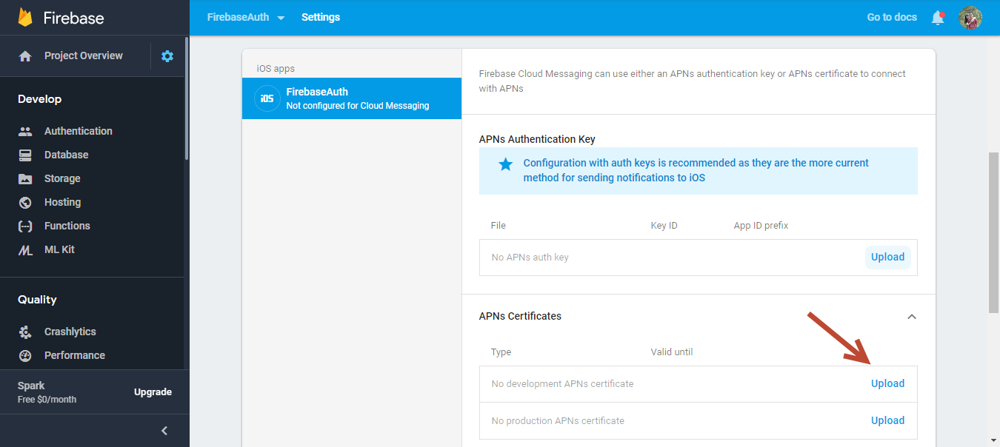 Firebase
FirebaseAuth
Settings
Go to docs
Project Overview
Develop
Authentication
Database
Storage
Hosting
Functions
ML Kit
Quality
Crashlytics
Performance
Spark
Free $0/month
Upgrade
iOS apps
iOS
FirebaseAuth
Not configured for Cloud Messaging
Firebase Cloud Messaging can use either an APNs authentication key or APNs certificate to connect
with APNs
APNs Authentication Key
Configuration with auth keys is recommended as they are the more current
method for sending notifications to iOS
File Key ID App ID prefix
No APNs auth key Upload
APNs Certificates
Type Valid until
No development APNs certificate Upload
No production APNs certificate Upload